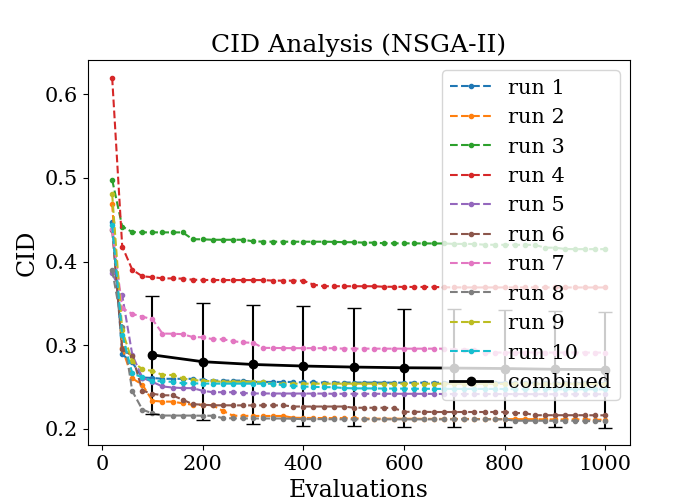 CID Analysis (NSGA-II)
CID
0.6
0.5
0.4
0.3
0.2
0
200
400
600
800
1000
Evaluations
run 1
run 2
run 3
run 4
run 5
run 6
run 7
run 8
run 9
run 10
combined